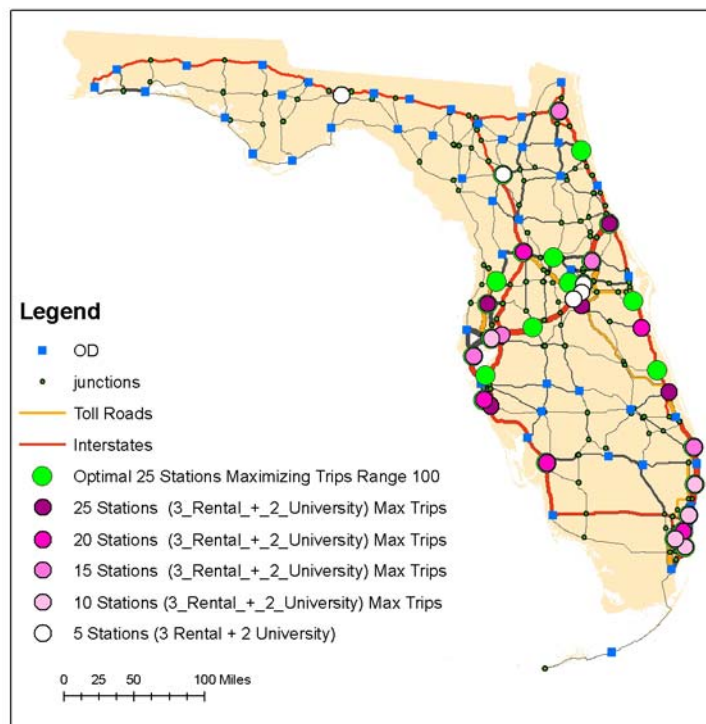 Legend
OD
junctions
Toll Roads
Interstates
Optimal 25 Stations Maximizing Trips Range 100
25 Stations (3_Rental_+_2_University) Max Trips
20 Stations (3_Rental_+_2_University) Max Trips
15 Stations (3_Rental_+_2_University) Max Trips
10 Stations (3_Rental_+_2_University) Max Trips
5 Stations (3 Rental + 2 University)
0 25 50 100 Miles